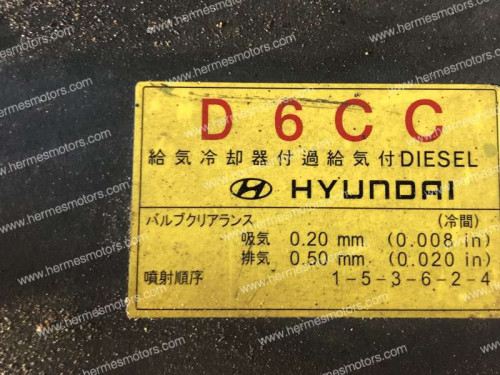 D6CC
給気冷却器付過給気付DIESEL
HYUNDAI
バルブクリアランス (冷間)
吸気 0.20 mm (0.008 in)
排気 0.50 mm (0.020 in)
噴射順序 1-5-3-6-2-4
www.hermesmotors.com